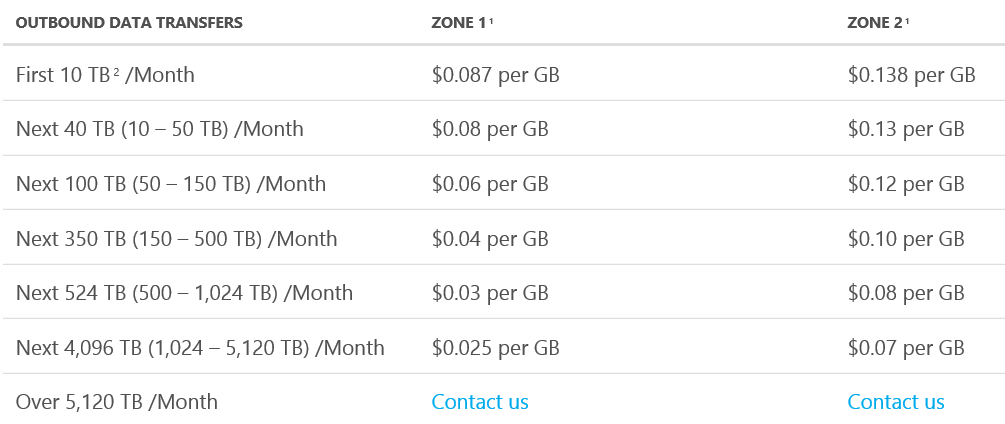 OUTBOUND DATA TRANSFERS ZONE 1¹ ZONE 2¹
First 10 TB² /Month $0.087 per GB $0.138 per GB
Next 40 TB (10 – 50 TB) /Month $0.08 per GB $0.13 per GB
Next 100 TB (50 – 150 TB) /Month $0.06 per GB $0.12 per GB
Next 350 TB (150 – 500 TB) /Month $0.04 per GB $0.10 per GB
Next 524 TB (500 – 1,024 TB) /Month $0.03 per GB $0.08 per GB
Next 4,096 TB (1,024 – 5,120 TB) /Month $0.025 per GB $0.07 per GB
Over 5,120 TB /Month Contact us Contact us